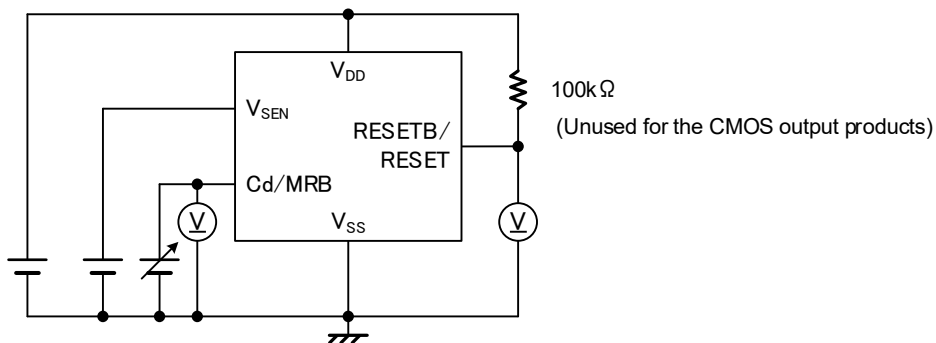 V_DD
V_SEN
100kΩ
(Unused for the CMOS output products)
RESETB/
RESET
Cd/MRB
V
V_SS
V